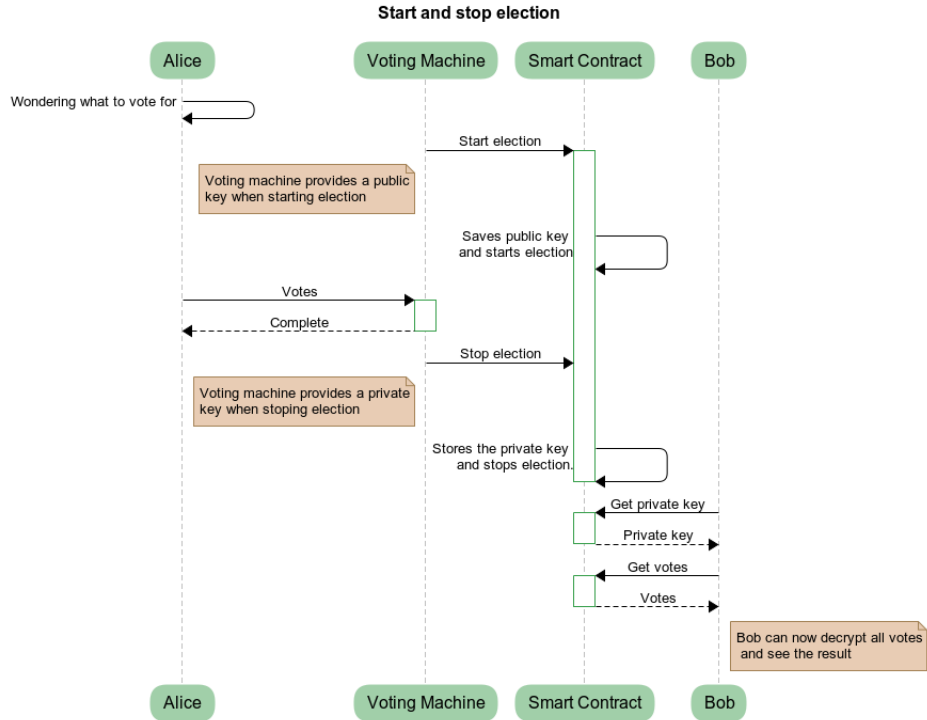 Start and stop election
Alice
Voting Machine
Smart Contract
Bob
Wondering what to vote for
Start election
Voting machine provides a public
key when starting election
Saves public key
and starts election
Votes
Complete
Stop election
Voting machine provides a private
key when stoping election
Stores the private key
and stops election.
Get private key
Private key
Get votes
Votes
Bob can now decrypt all votes
and see the result
Alice
Voting Machine
Smart Contract
Bob